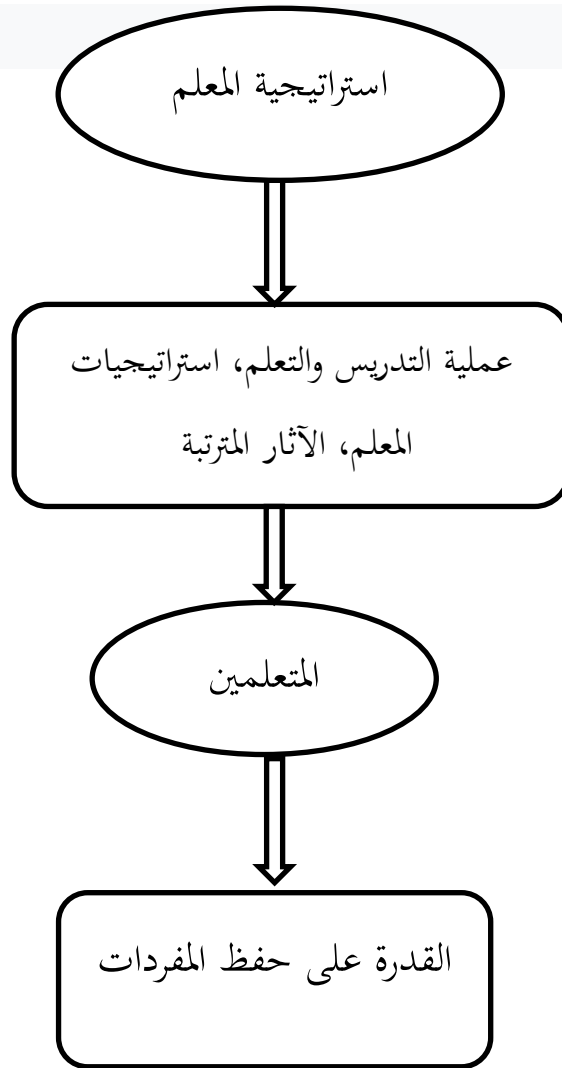 استراتيجية المعلم
عملية التدريس والتعلم، استراتيجيات
المعلم، الآثار المترتبة
المتعلمين
القدرة على حفظ المفردات